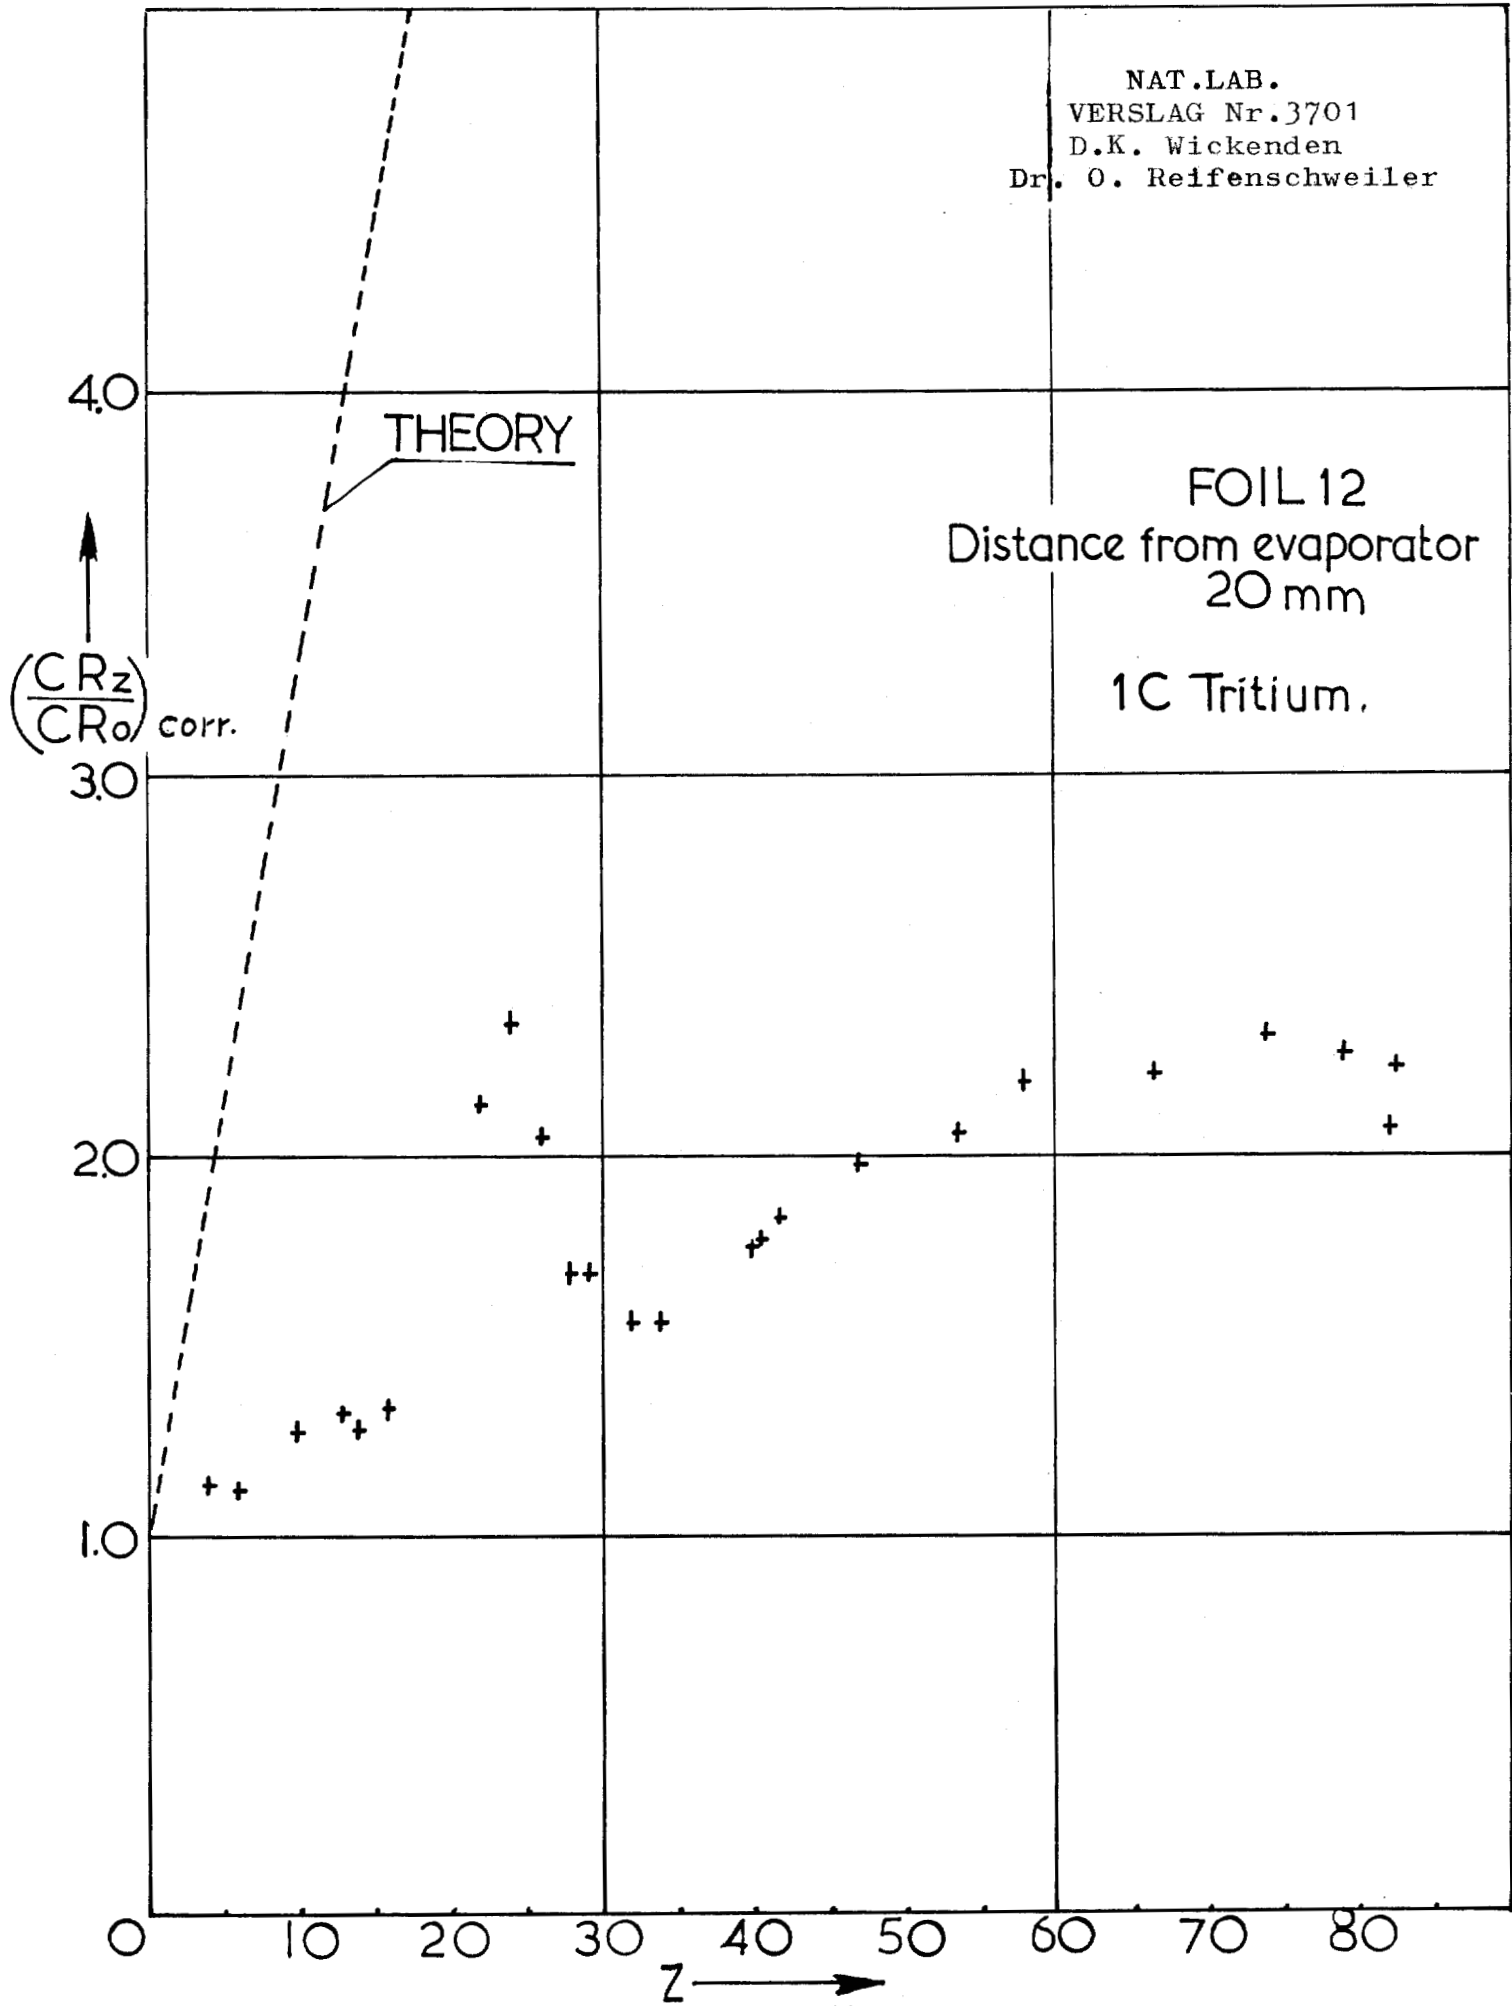 NAT.LAB.
VERSLAG Nr.3701
D.K. Wickenden
Dr. O. Reifenschweiler
4.0
THEORY
FOIL 12
Distance from evaporator
20 mm
(CRz/CRo) corr.
1C Tritium.
3.0
2.0
1.0
0 10 20 30 40 50 60 70 80
Z